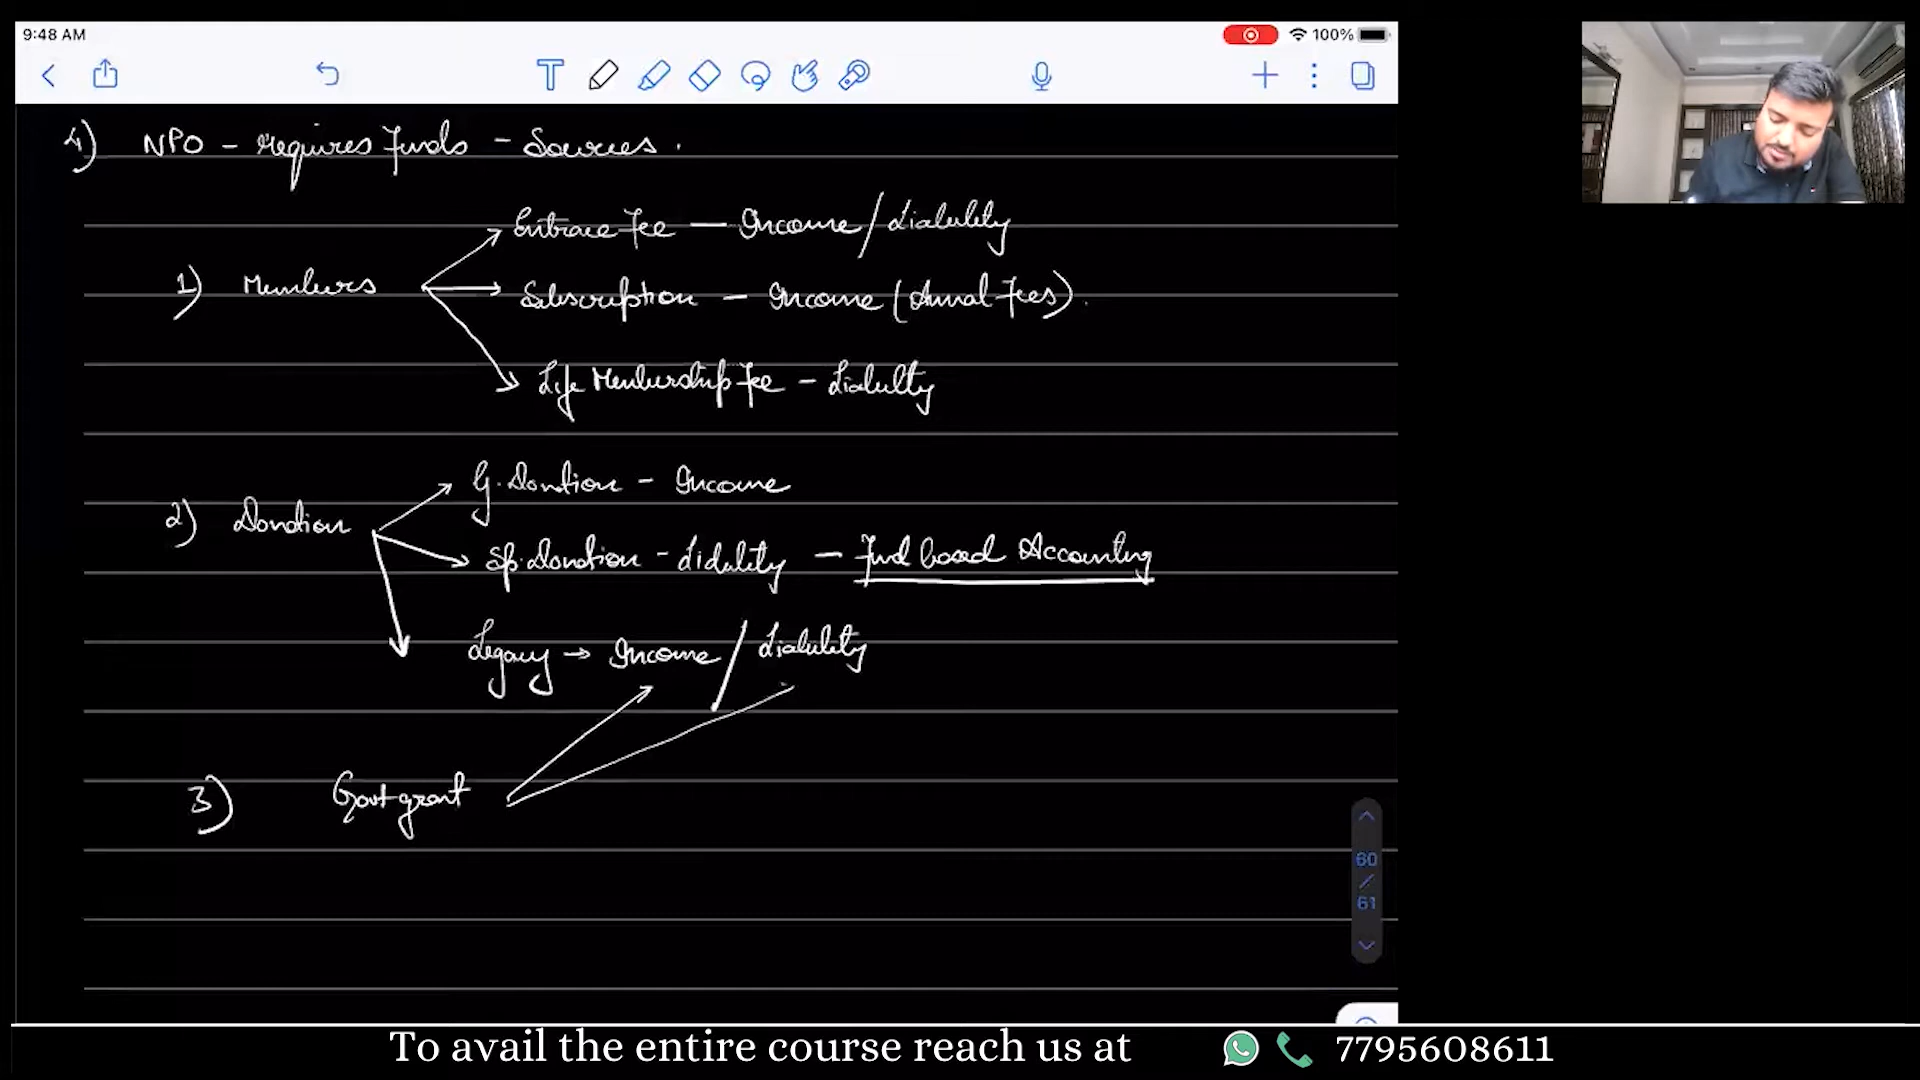 9:48 AM
100%
T
4) NPO - requires funds - Sources.
Entrace fee — Income / Liability
1) Members
Subscription - Income (Annual fees).
Life Membership fee - Liability
G. Donation - Income
2) Donation
Sp. Donation - Liability - Fund based Accounting
Legacy → Income / Liability
3) Govt grant
60
/
61
To avail the entire course reach us at 7795608611